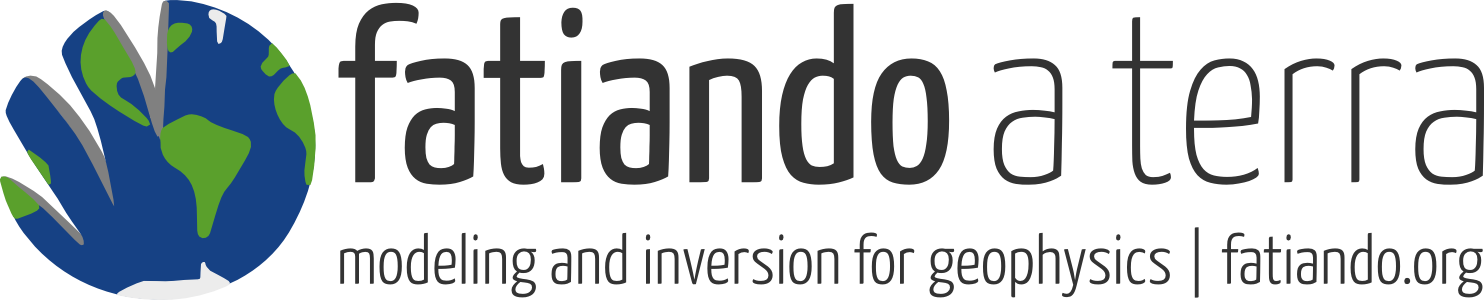 fatiando a terra
modeling and inversion for geophysics | fatiando.org